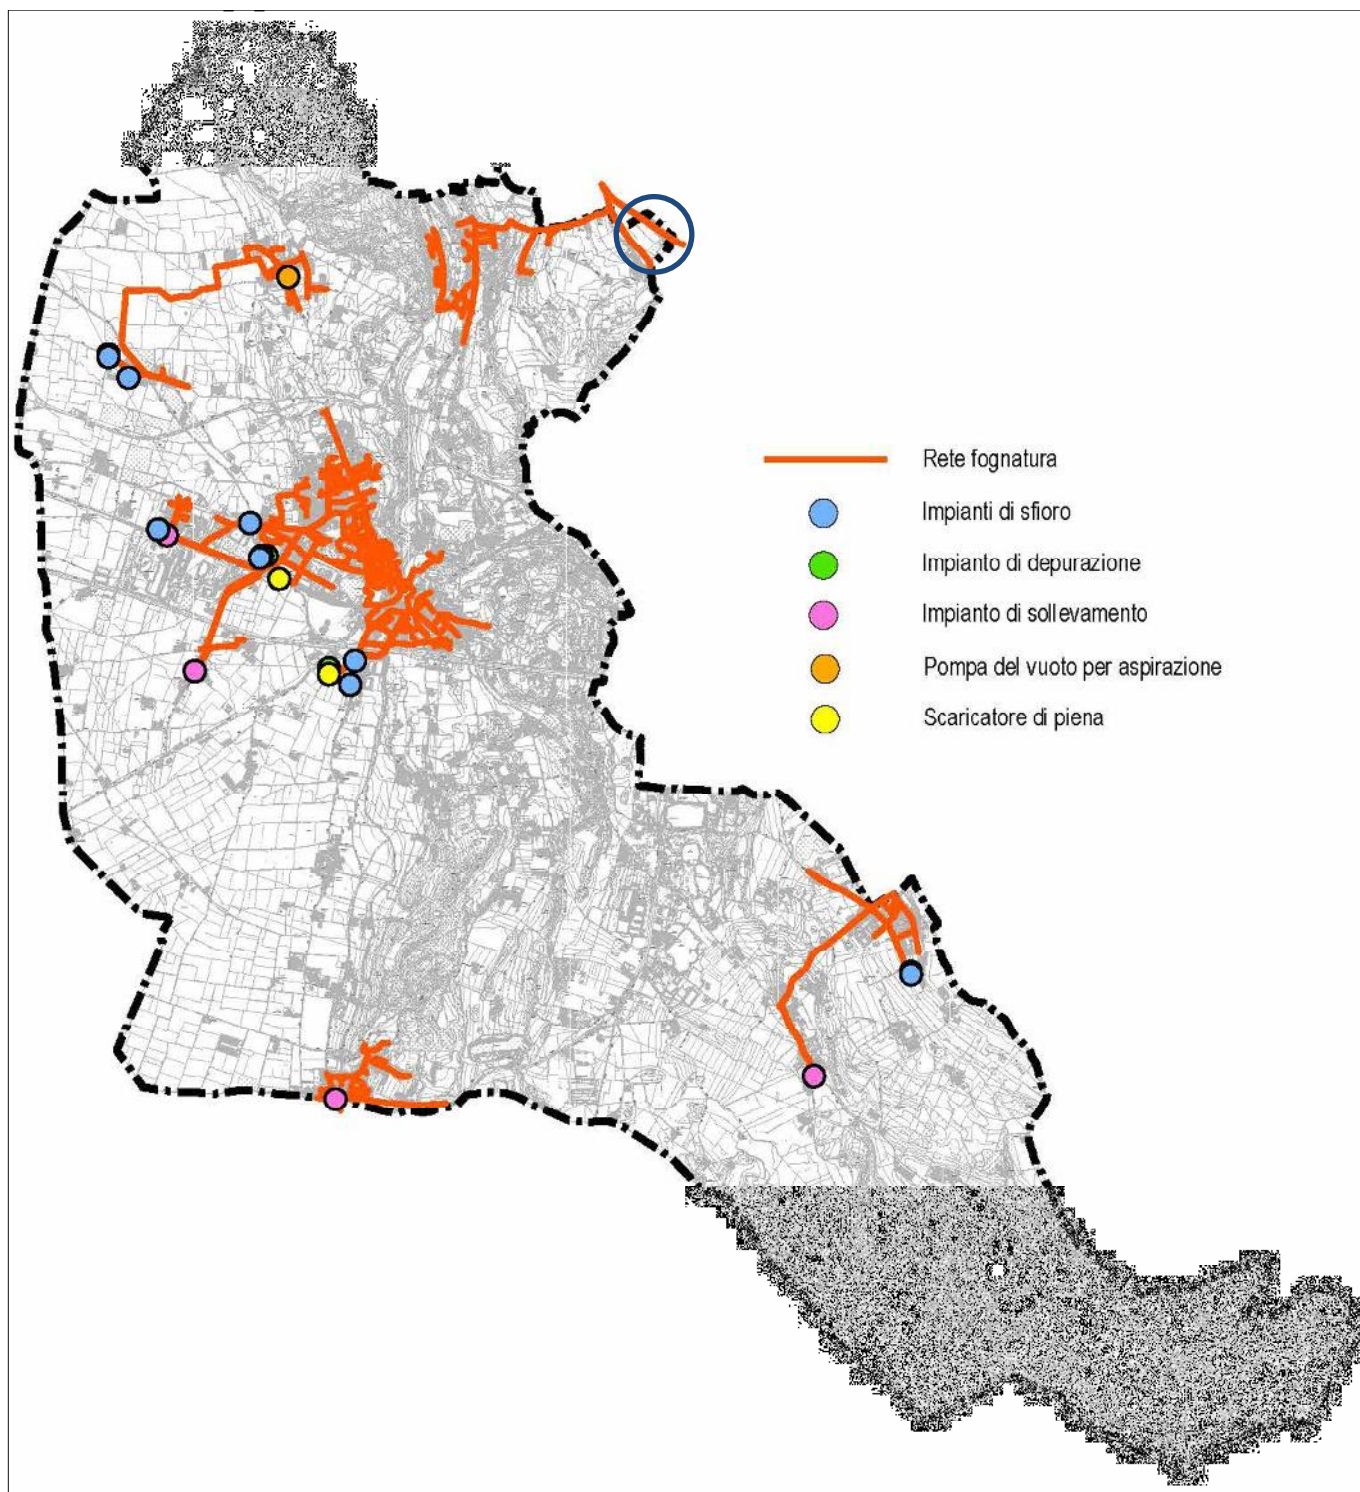 Rete fognatura
Impianti di sfioro
Impianto di depurazione
Impianto di sollevamento
Pompa del vuoto per aspirazione
Scaricatore di piena